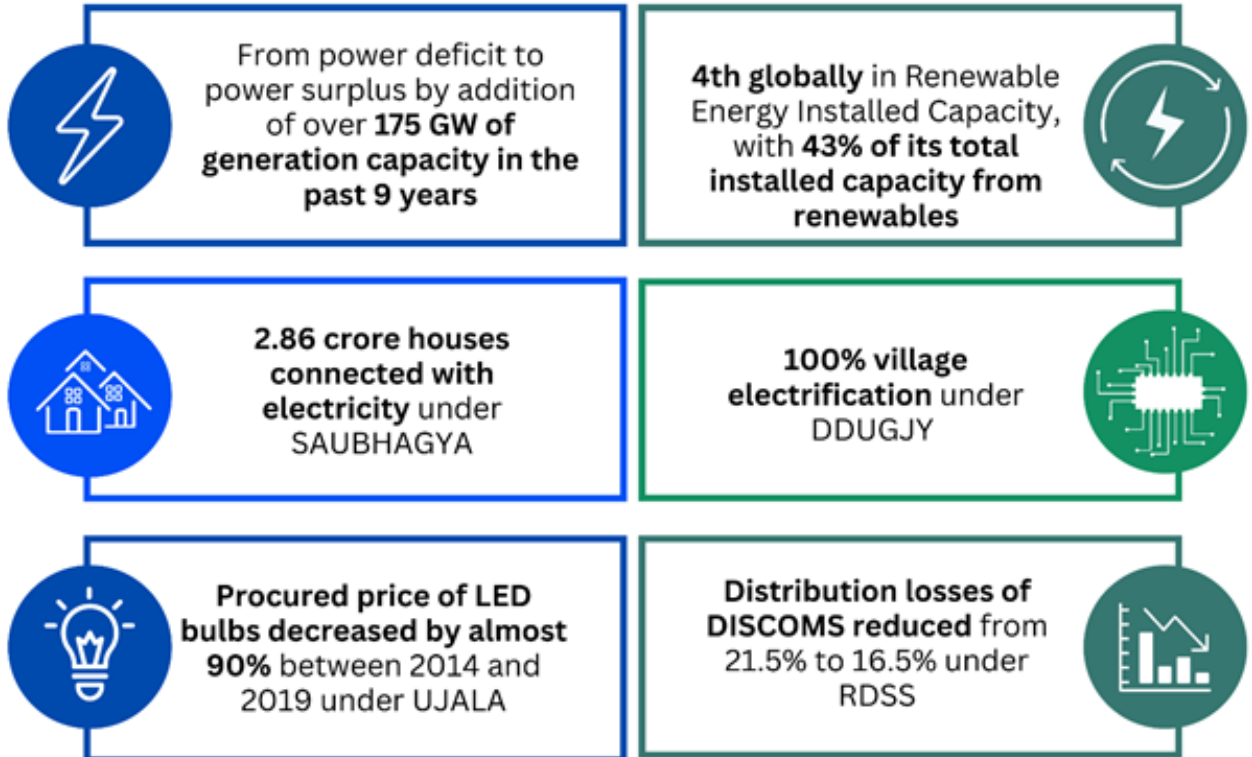 From power deficit to
power surplus by addition
of over 175 GW of
generation capacity in the
past 9 years
4th globally in Renewable
Energy Installed Capacity,
with 43% of its total
installed capacity from
renewables
2.86 crore houses
connected with
electricity under
SAUBHAGYA
100% village
electrification under
DDUGJY
Procured price of LED
bulbs decreased by almost
90% between 2014 and
2019 under UJALA
Distribution losses of
DISCOMS reduced from
21.5% to 16.5% under
RDSS